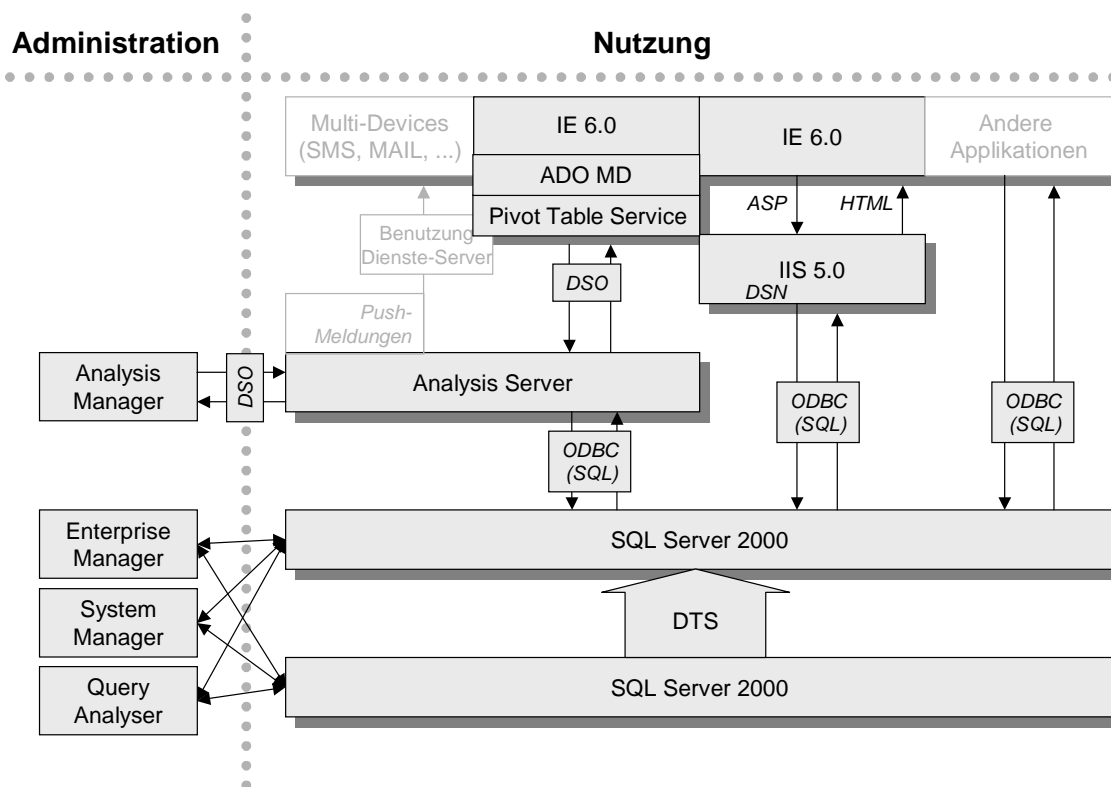 Administration
Nutzung
Multi-Devices
(SMS, MAIL, ...)
IE 6.0
IE 6.0
Andere
Applikationen
ADO MD
Pivot Table Service
ASP
HTML
Benutzung
Dienste-Server
DSO
IIS 5.0
DSN
Push-
Meldungen
Analysis
Manager
DSO
Analysis Server
ODBC
(SQL)
ODBC
(SQL)
ODBC
(SQL)
Enterprise
Manager
SQL Server 2000
System
Manager
DTS
Query
Analyser
SQL Server 2000